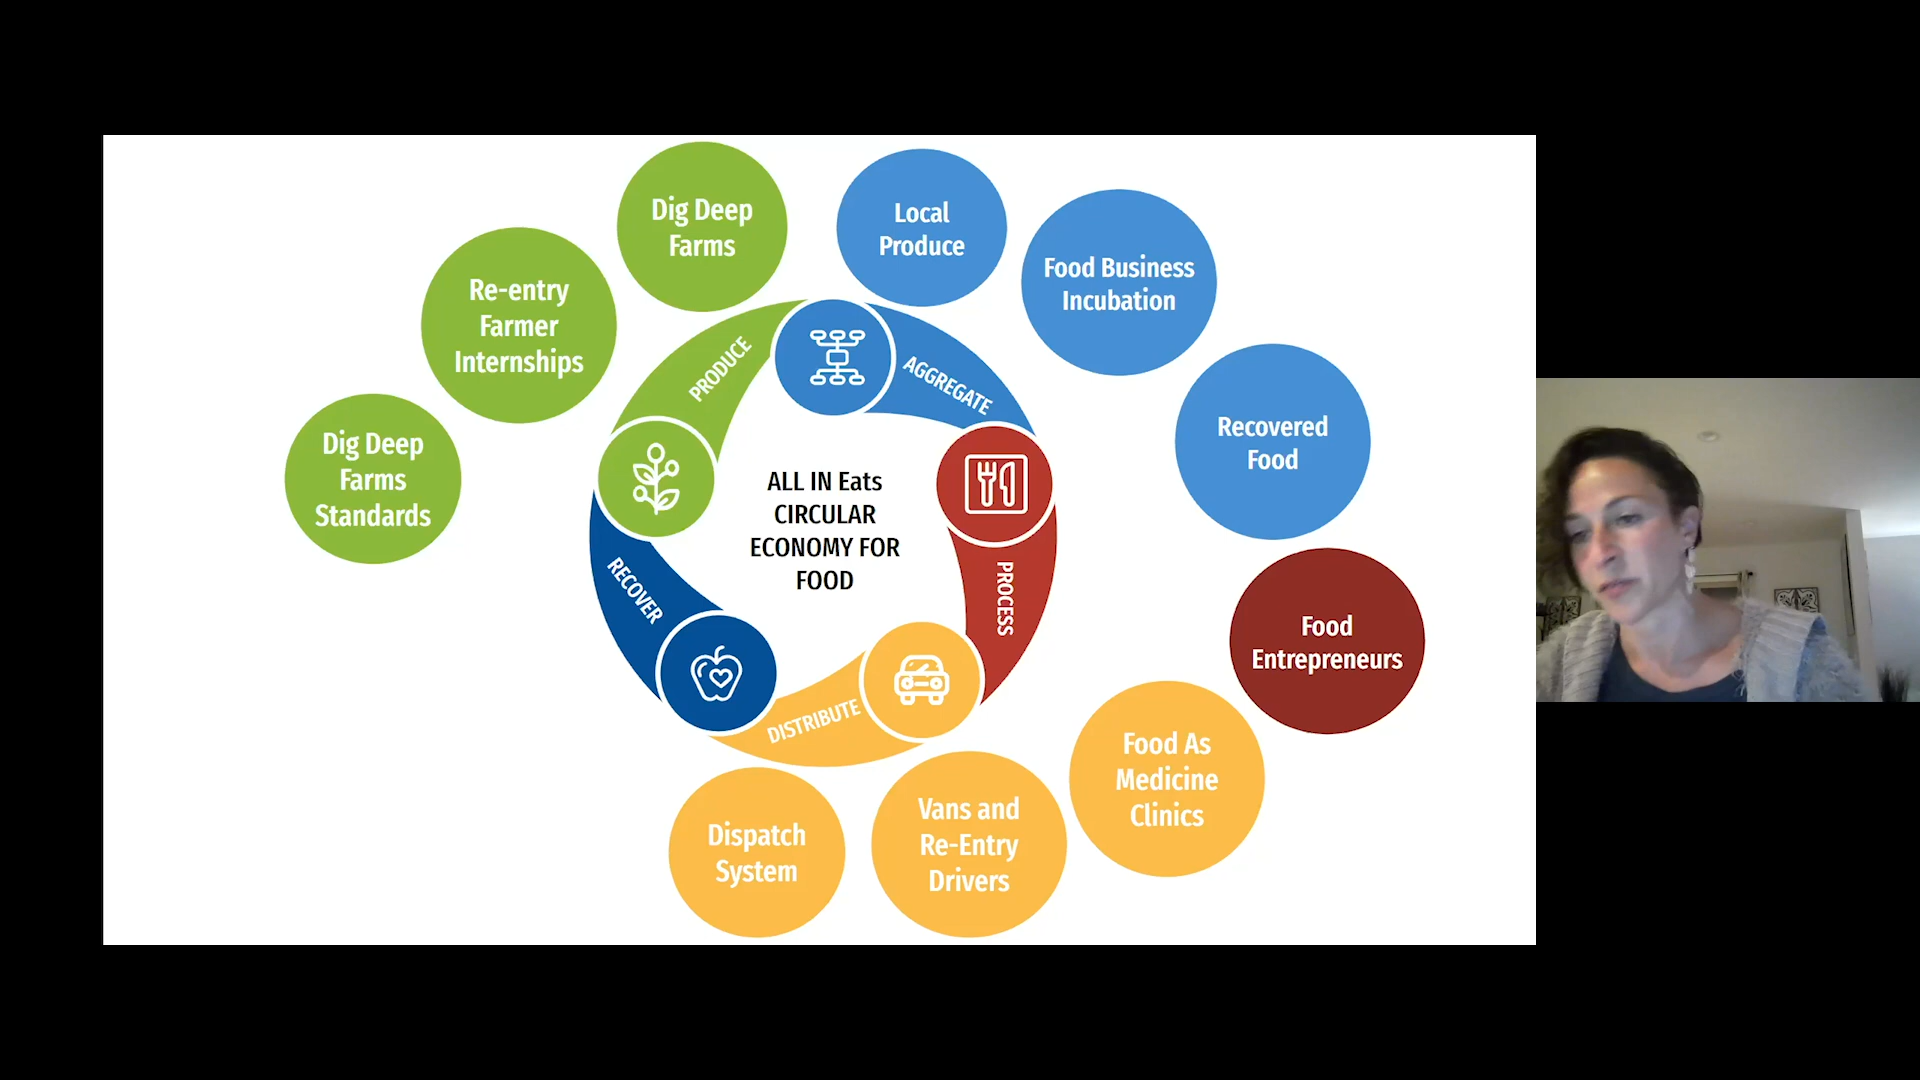 Dig Deep
Farms
Local
Produce
Food Business
Incubation
Re-entry
Farmer
Internships
Recovered
Food
Dig Deep
Farms
Standards
PRODUCE
AGGREGATE
PROCESS
DISTRIBUTE
RECOVER
ALL IN Eats
CIRCULAR
ECONOMY FOR
FOOD
Food
Entrepreneurs
Food As
Medicine
Clinics
Vans and
Re-Entry
Drivers
Dispatch
System